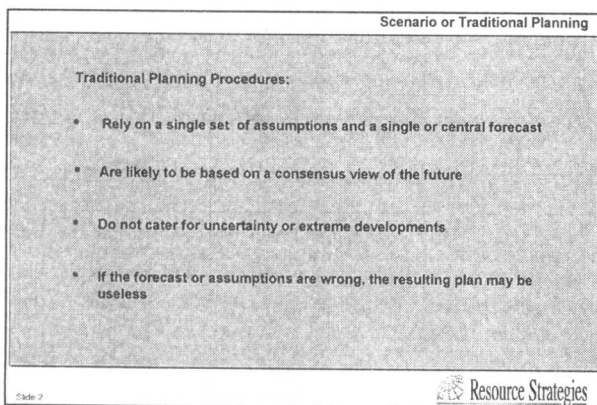 Scenario or Traditional Planning
Traditional Planning Procedures:
• Rely on a single set of assumptions and a single or central forecast
• Are likely to be based on a consensus view of the future
• Do not cater for uncertainty or extreme developments
• If the forecast or assumptions are wrong, the resulting plan may be
useless
Slide 2
Resource Strategies